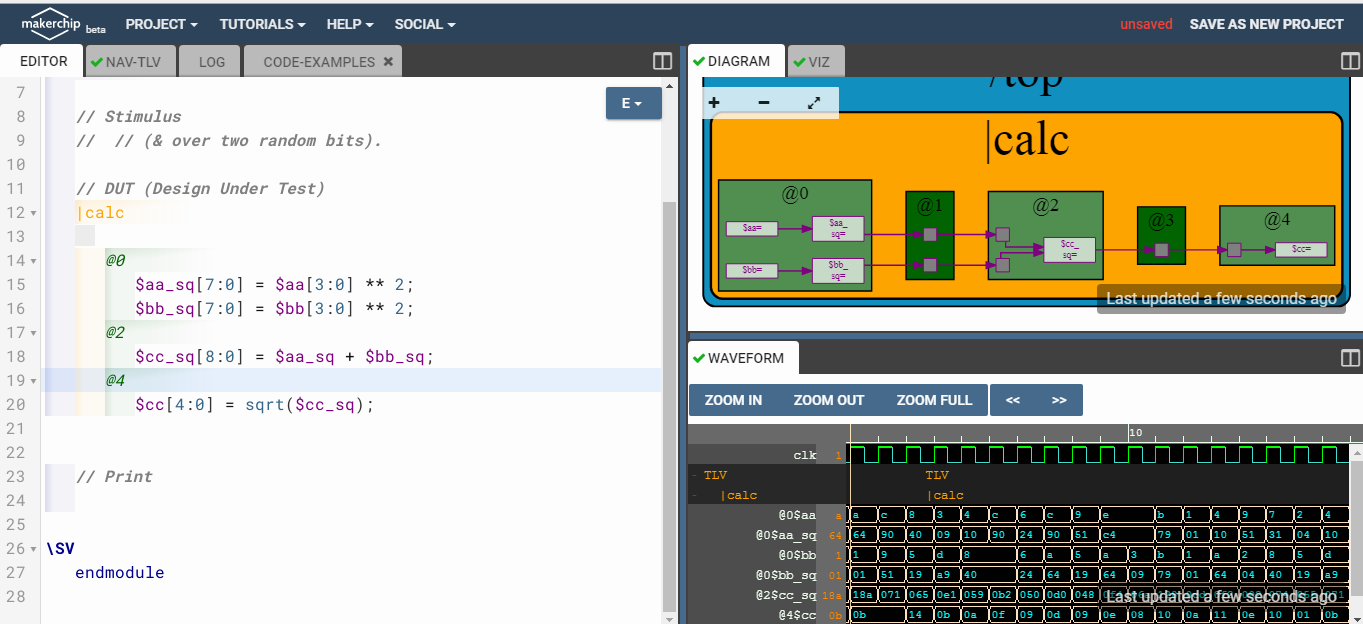 makerchip beta PROJECT TUTORIALS HELP SOCIAL unsaved SAVE AS NEW PROJECT
EDITOR NAV-TLV LOG CODE-EXAMPLES
7
8 // Stimulus
9 //  // (& over two random bits).
10
11 // DUT (Design Under Test)
12 |calc
13
14 @0
15 $aa_sq[7:0] = $aa[3:0] ** 2;
16 $bb_sq[7:0] = $bb[3:0] ** 2;
17 @2
18 $cc_sq[8:0] = $aa_sq + $bb_sq;
19 @4
20 $cc[4:0] = sqrt($cc_sq);
21
22
23 // Print
24
25
26 \SV
27 endmodule
28
E
DIAGRAM VIZ
/top
+ −
|calc
@0 @1 @2 @3 @4
$aa= $aa_
sq=
$bb= $bb_
sq=
$cc_
sq=
$cc=
Last updated a few seconds ago
WAVEFORM
ZOOM IN ZOOM OUT ZOOM FULL << >>
10
clk 1
- TLV TLV
- |calc |calc
@0$aa a a c 8 3 4 c 6 c 9 e b 1 4 9 7 2 4
@0$aa_sq 64 64 90 40 09 10 90 24 90 51 c4 79 01 10 51 31 04 10
@0$bb 1 1 9 5 d 8 6 a 5 a 3 b 1 a 2 8 5 d
@0$bb_sq 01 01 51 19 a9 40 24 64 19 64 09 79 01 64 04 40 19 a9
@2$cc_sq 18a 18a 071 065 0e1 059 0b2 050 0d0 048
Last updated a few seconds ago
@4$cc 0b 0b 14 0b 0a 0f 09 0d 09 0e 08 10 0a 11 0e 10 01 0b